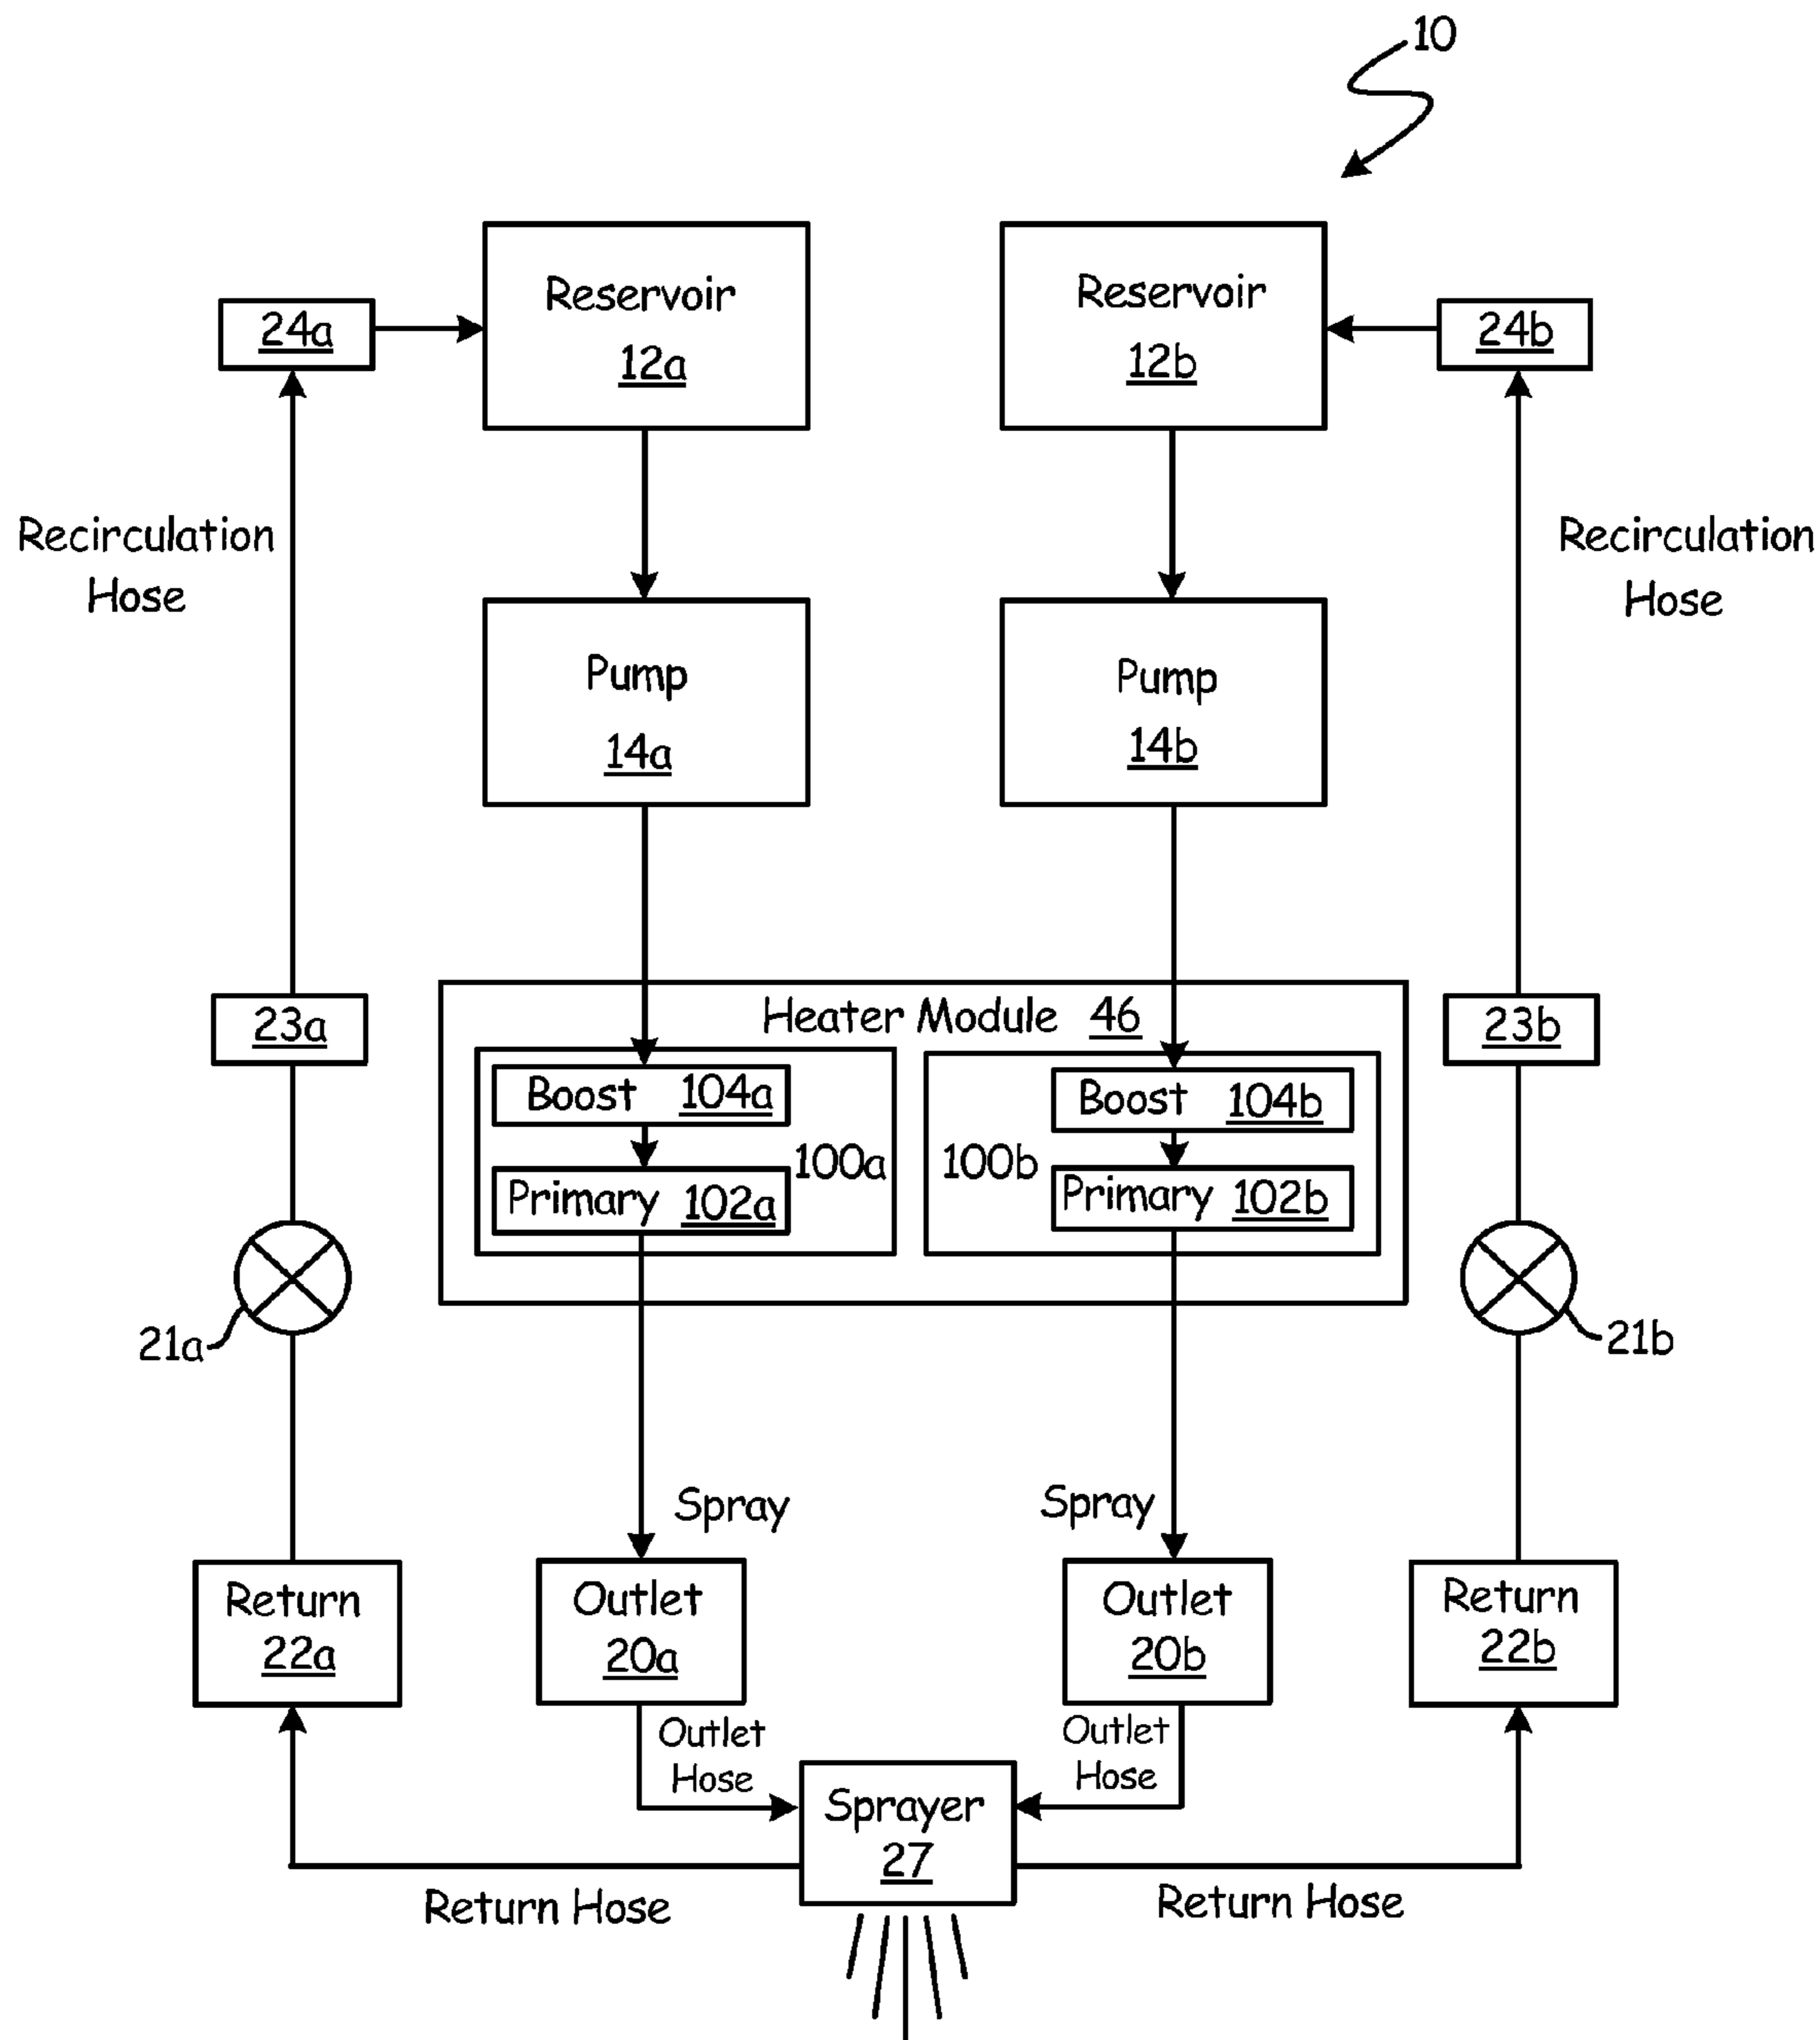 10
Reservoir
12a
Reservoir
12b
24a
24b
Recirculation
Hose
Recirculation
Hose
Pump
14a
Pump
14b
23a
23b
Heater Module 46
Boost 104a
100a
Primary 102a
Boost 104b
100b
Primary 102b
21a
21b
Spray
Spray
Return
22a
Outlet
20a
Outlet
20b
Return
22b
Outlet
Hose
Outlet
Hose
Sprayer
27
Return Hose
Return Hose